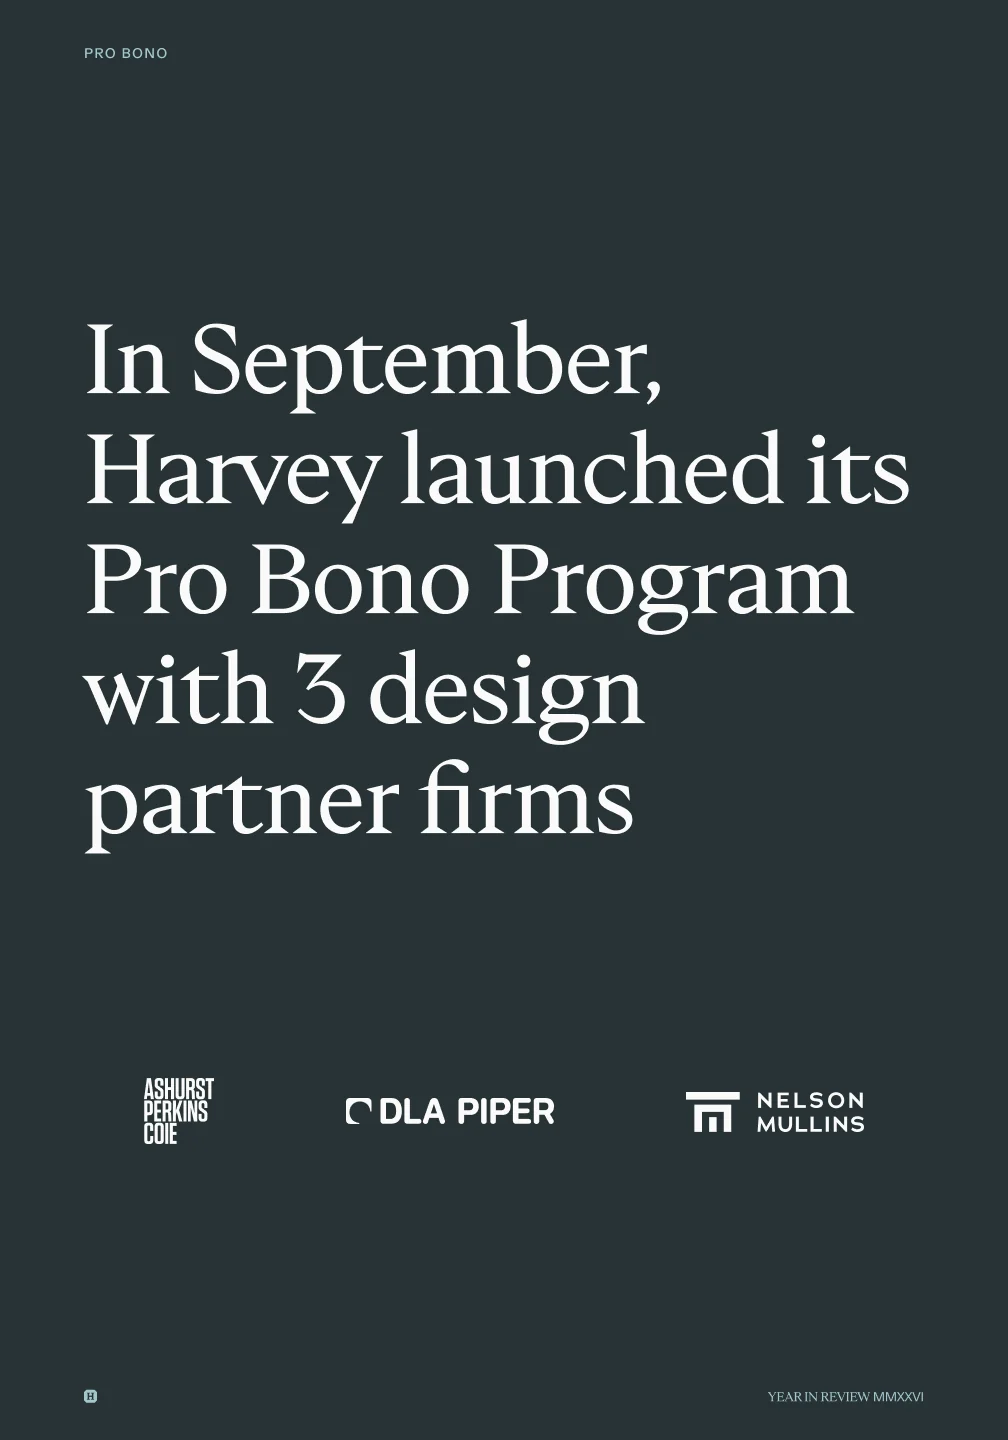 PRO BONO
In September,
Harvey launched its
Pro Bono Program
with 3 design
partner firms
ASHURST
PERKINS
COIE
DLA PIPER
NELSON
MULLINS
H
YEAR IN REVIEW MMXXVI